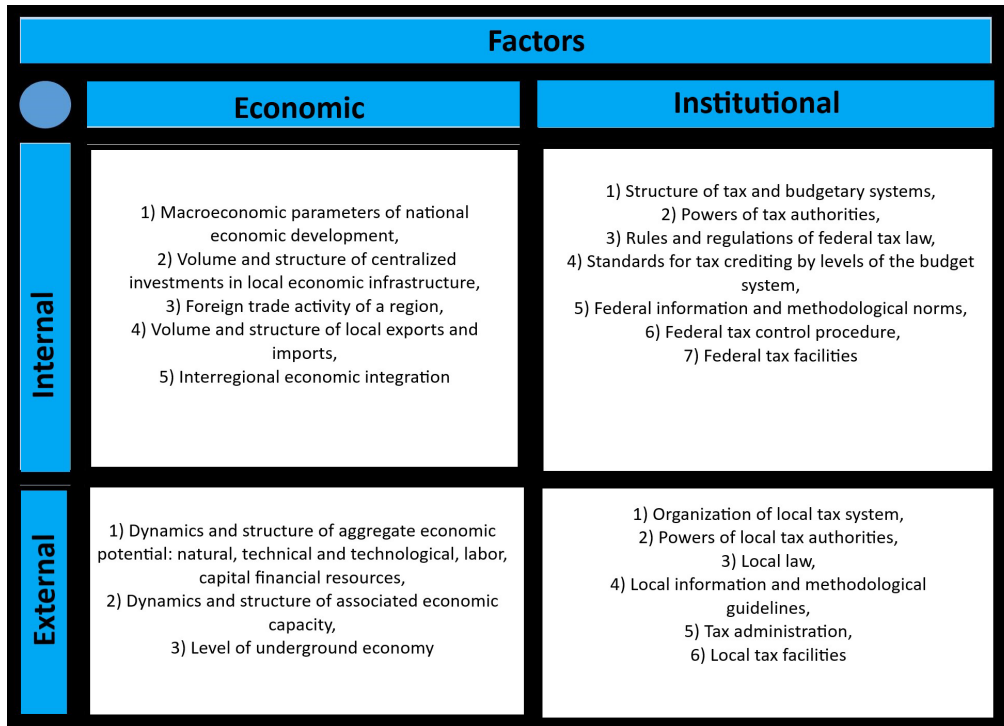 Factors
Economic
Institutional
Internal
1) Macroeconomic parameters of national
economic development,
2) Volume and structure of centralized
investments in local economic infrastructure,
3) Foreign trade activity of a region,
4) Volume and structure of local exports and
imports,
5) Interregional economic integration
1) Structure of tax and budgetary systems,
2) Powers of tax authorities,
3) Rules and regulations of federal tax law,
4) Standards for tax crediting by levels of the budget
system,
5) Federal information and methodological norms,
6) Federal tax control procedure,
7) Federal tax facilities
External
1) Dynamics and structure of aggregate economic
potential: natural, technical and technological, labor,
capital financial resources,
2) Dynamics and structure of associated economic
capacity,
3) Level of underground economy
1) Organization of local tax system,
2) Powers of local tax authorities,
3) Local law,
4) Local information and methodological
guidelines,
5) Tax administration,
6) Local tax facilities